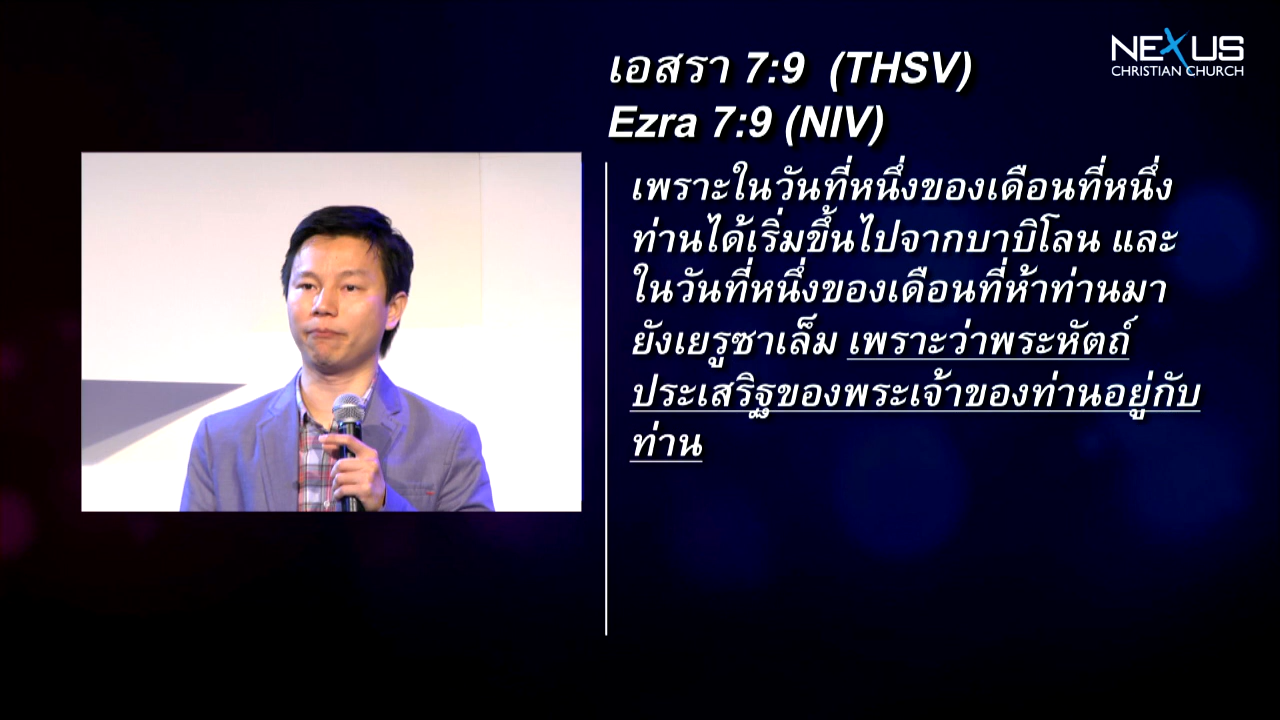 NEXUS
CHRISTIAN CHURCH
เอสรา 7:9 (THSV)
Ezra 7:9 (NIV)
เพราะในวันที่หนึ่งของเดือนที่หนึ่ง
ท่านได้เริ่มขึ้นไปจากบาบิโลน และ
ในวันที่หนึ่งของเดือนที่ห้าท่านมา
ยังเยรูซาเล็ม เพราะว่าพระหัตถ์
ประเสริฐของพระเจ้าของท่านอยู่กับ
ท่าน